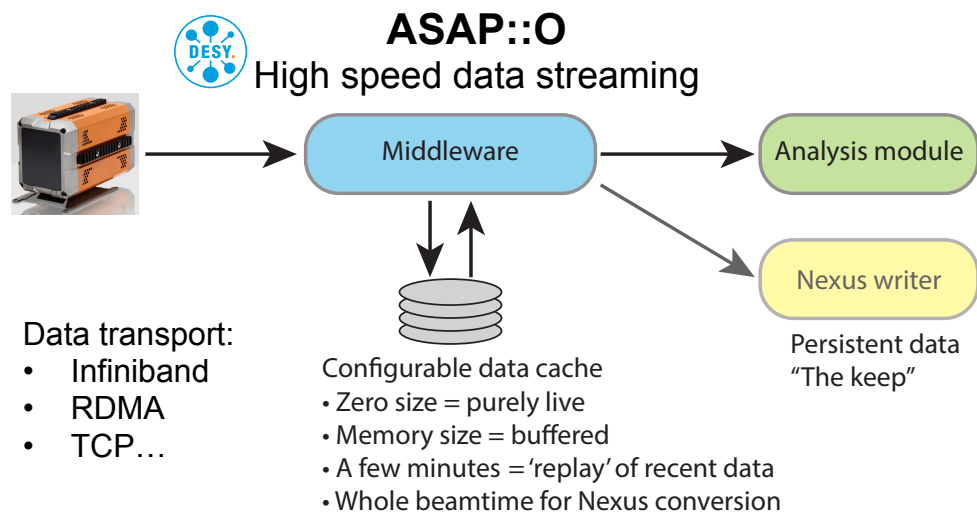 DESY.
ASAP::O
High speed data streaming
Middleware
Analysis module
Nexus writer
Persistent data
“The keep”
Data transport:
• Infiniband
• RDMA
• TCP…
Configurable data cache
• Zero size = purely live
• Memory size = buffered
• A few minutes = ‘replay’ of recent data
• Whole beamtime for Nexus conversion